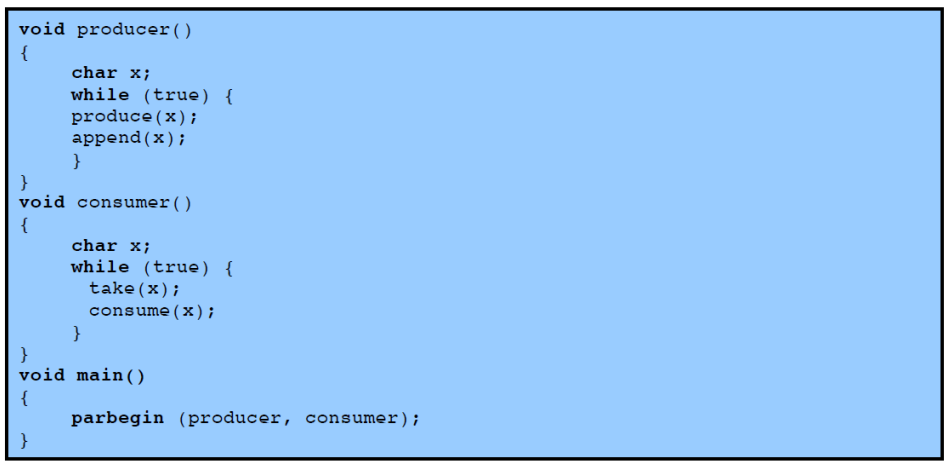 void producer()
{
char x;
while (true) {
produce(x);
append(x);
}
}
void consumer()
{
char x;
while (true) {
take(x);
consume(x);
}
}
void main()
{
parbegin (producer, consumer);
}